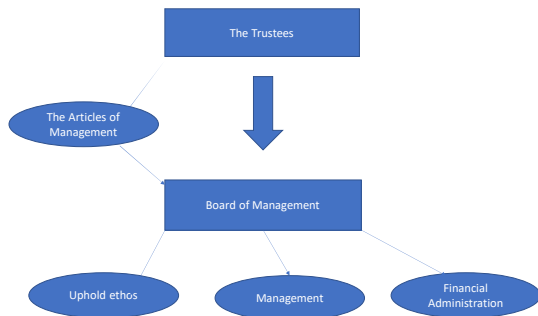 The Trustees
The Articles of
Management
Board of Management
Uphold ethos
Management
Financial
Administration